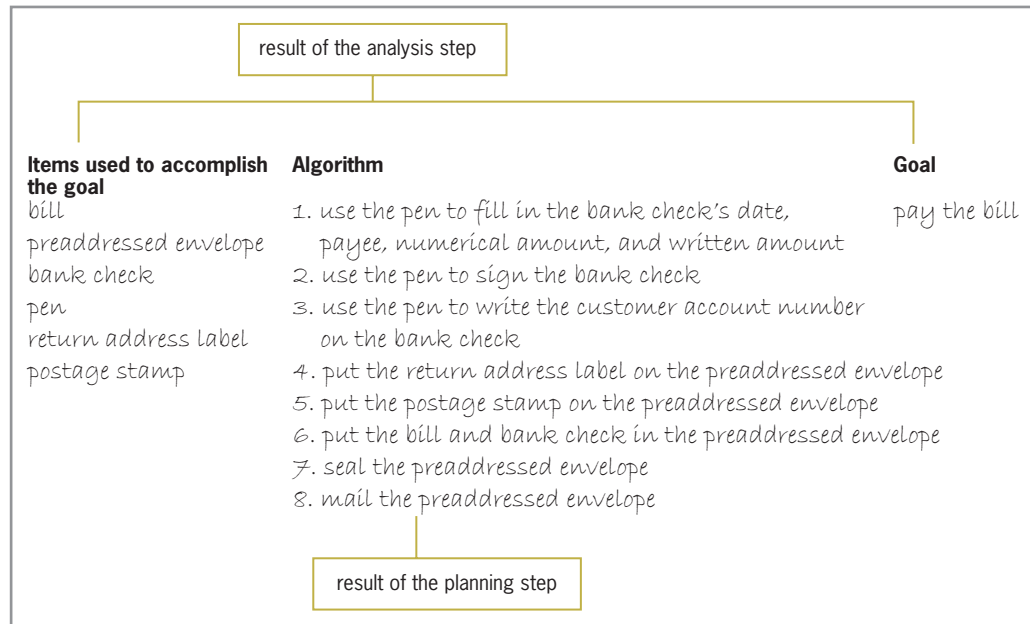 result of the analysis step
Items used to accomplish
the goal
bill
preaddressed envelope
bank check
pen
return address label
postage stamp
Algorithm
1. use the pen to fill in the bank check's date,
payee, numerical amount, and written amount
2. use the pen to sign the bank check
3. use the pen to write the customer account number
on the bank check
4. put the return address label on the preaddressed envelope
5. put the postage stamp on the preaddressed envelope
6. put the bill and bank check in the preaddressed envelope
7. seal the preaddressed envelope
8. mail the preaddressed envelope
Goal
pay the bill
result of the planning step